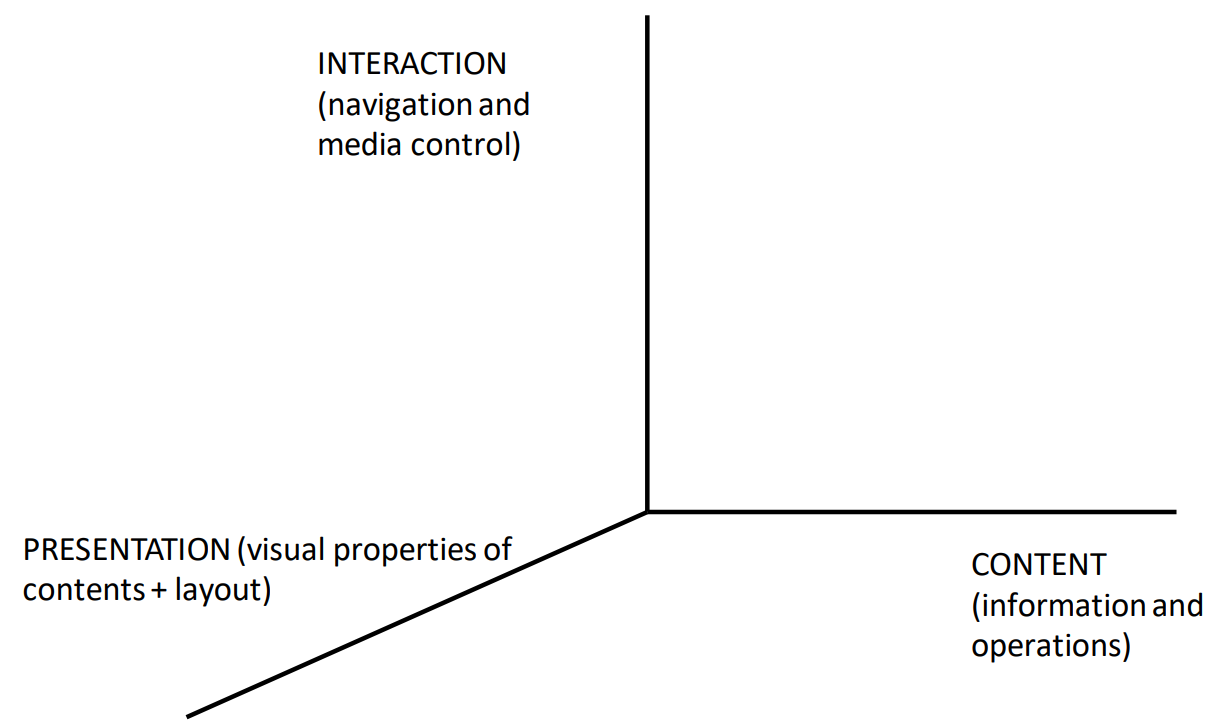 INTERACTION
(navigation and
media control)
PRESENTATION (visual properties of
contents + layout)
CONTENT
(information and
operations)